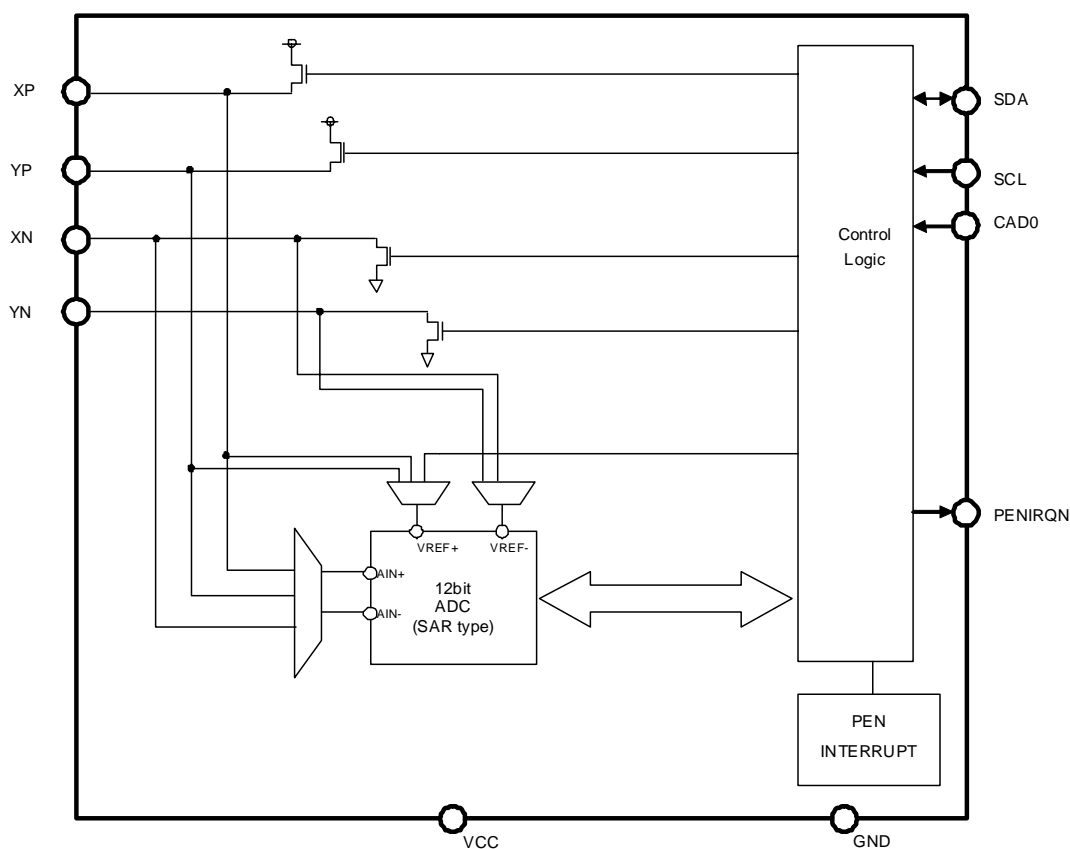 XP
YP
XN
YN
SDA
SCL
CAD0
Control
Logic
PENIRQN
VREF+
VREF-
AIN+
AIN-
12bit
ADC
(SAR type)
PEN
INTERRUPT
VCC
GND